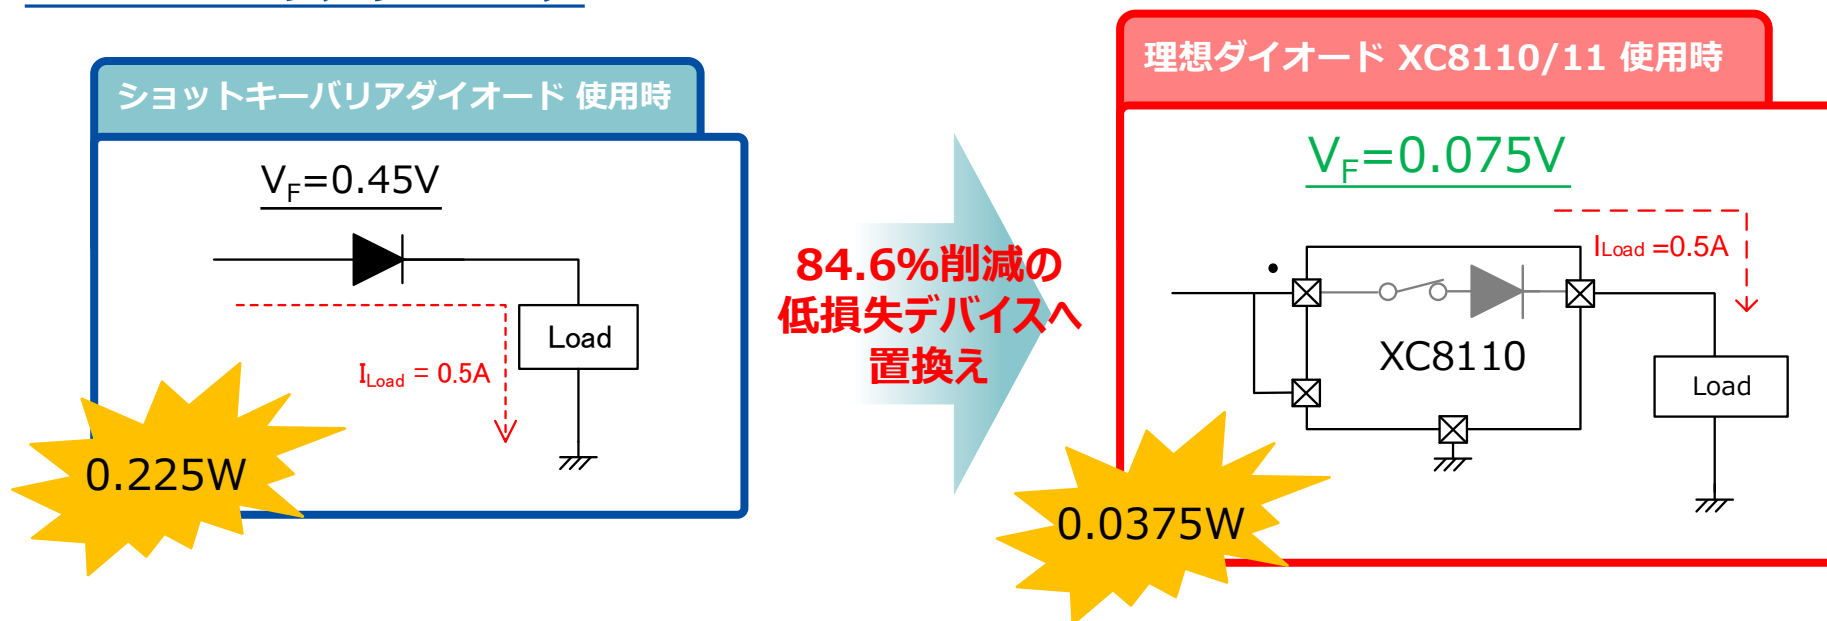 ショットキーバリアダイオード 使用時
VF=0.45V
ILoad = 0.5A
Load
0.225W
84.6%削減の
低損失デバイスへ
置換え
理想ダイオード XC8110/11 使用時
VF=0.075V
ILoad =0.5A
XC8110
Load
0.0375W